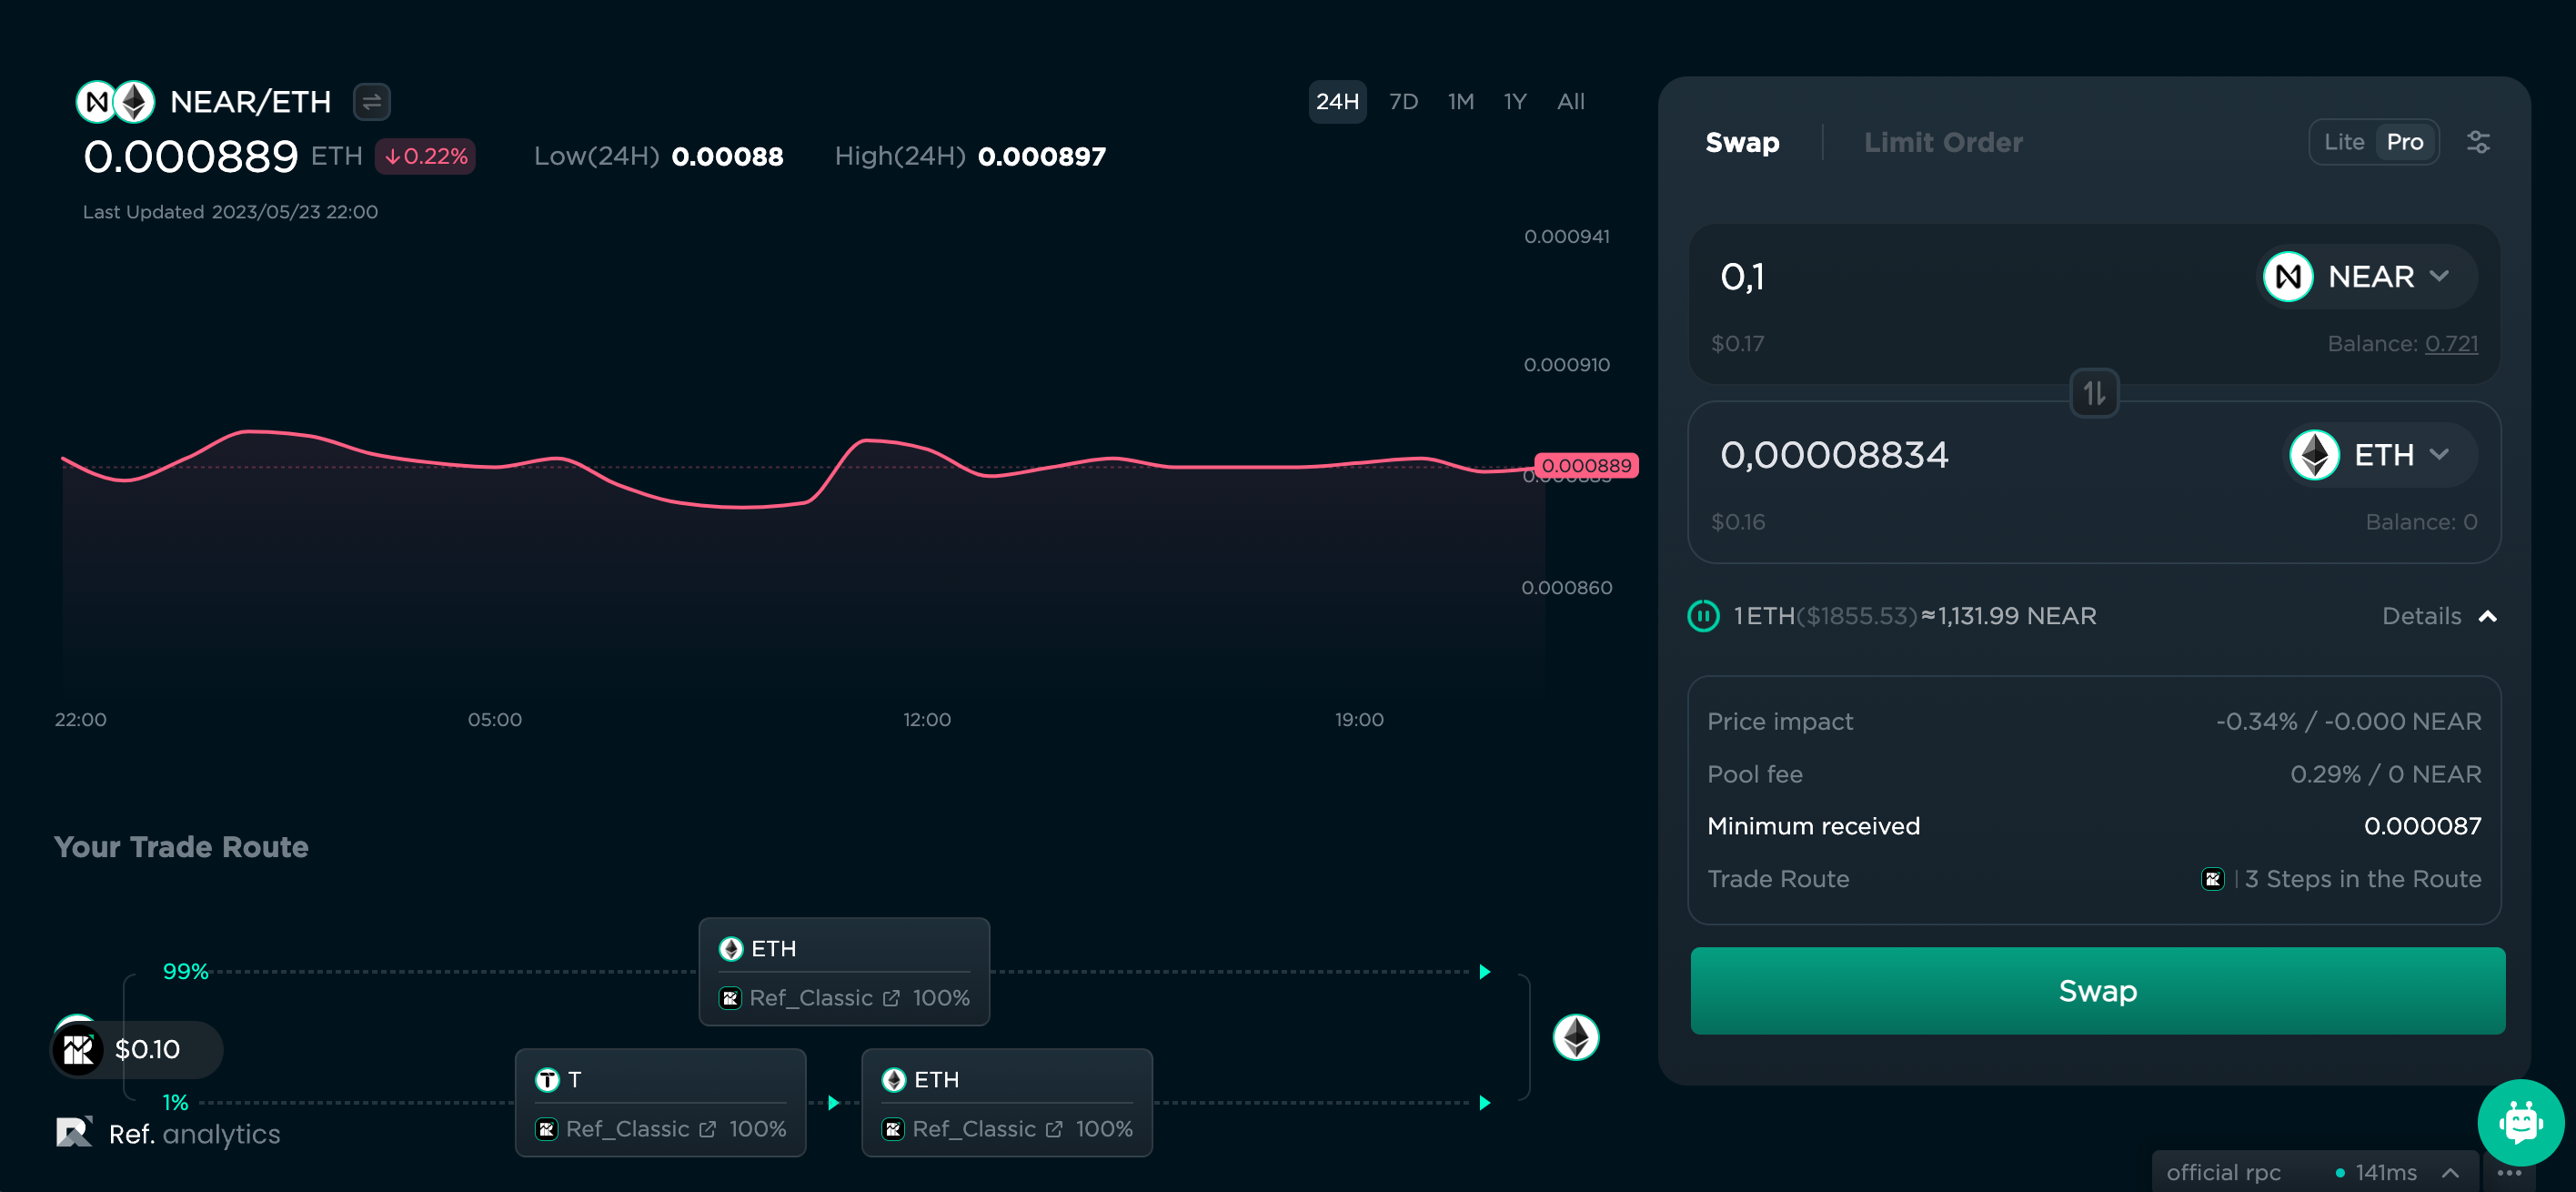 NEAR/ETH
0.000889 ETH ↓0.22% Low(24H) 0.00088 High(24H) 0.000897
Last Updated 2023/05/23 22:00
24H 7D 1M 1Y All
0.000941
0.000910
0.000889
0.000860
22:00 05:00 12:00 19:00
Your Trade Route
99%
ETH
Ref_Classic 100%
$0.10
1%
T
Ref_Classic 100%
ETH
Ref_Classic 100%
Ref. analytics
Swap Limit Order Lite Pro
0,1 NEAR
$0.17 Balance: 0.721
0,00008834 ETH
$0.16 Balance: 0
1 ETH($1855.53)≈1,131.99 NEAR Details
Price impact -0.34% / -0.000 NEAR
Pool fee 0.29% / 0 NEAR
Minimum received 0.000087
Trade Route | 3 Steps in the Route
Swap
official rpc 141ms